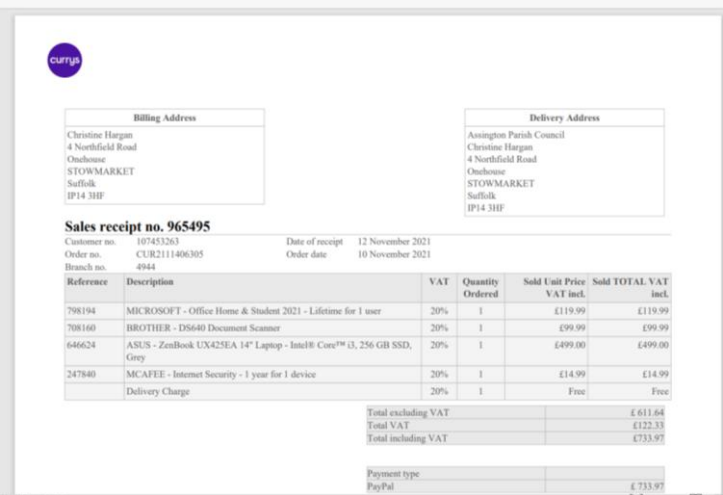 currys
Billing Address
Christine Hargan
4 Northfield Road
Onehouse
STOWMARKET
Suffolk
IP14 3HF
Delivery Address
Assington Parish Council
Christine Hargan
4 Northfield Road
Onehouse
STOWMARKET
Suffolk
IP14 3HF
Sales receipt no. 965495
Customer no. 107453263 Date of receipt 12 November 2021
Order no. CUR2111406305 Order date 10 November 2021
Branch no. 4944
Reference Description VAT Quantity Ordered Sold Unit Price VAT incl. Sold TOTAL VAT incl.
798194 MICROSOFT - Office Home & Student 2021 - Lifetime for 1 user 20% 1 £119.99 £119.99
708160 BROTHER - DS640 Document Scanner 20% 1 £99.99 £99.99
646624 ASUS - ZenBook UX425EA 14" Laptop - Intel® Core™ i3, 256 GB SSD, 20% 1 £499.00 £499.00
Grey
247840 MCAFEE - Internet Security - 1 year for 1 device 20% 1 £14.99 £14.99
Delivery Charge 20% 1 Free Free
Total excluding VAT £ 611.64
Total VAT £122.33
Total including VAT £733.97
Payment type
PayPal £ 733.97